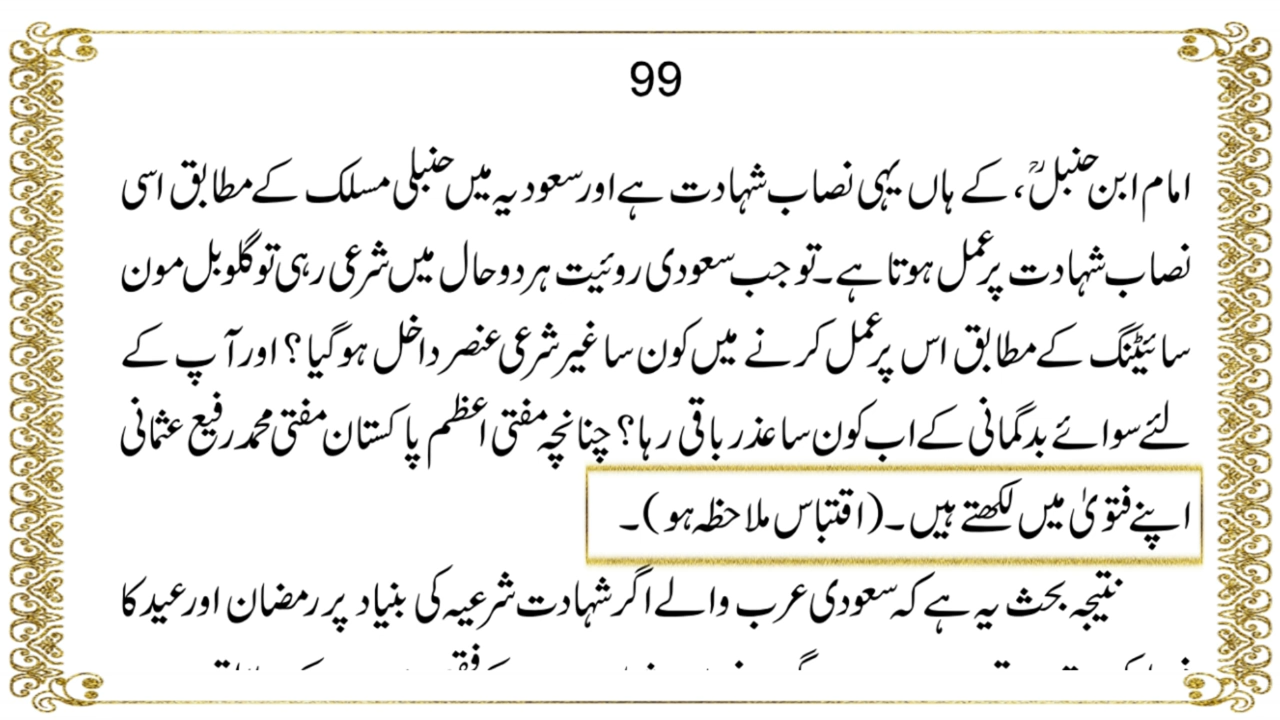 99
امام ابن حنبلؒ، کے ہاں یہی نصاب شہادت ہے اور سعودیہ میں حنبلی مسلک کے مطابق اسی
نصاب شہادت پر عمل ہوتا ہے۔ تو جب سعودی روئیت ہر دو حال میں شرعی رہی تو گلوبل مون
سائیٹنگ کے مطابق اس پر عمل کرنے میں کون سا غیر شرعی عنصر داخل ہو گیا؟ اور آپ کے
لئے سوائے بدگمانی کے اب کون سا عذر باقی رہا؟ چنانچہ مفتی اعظم پاکستان مفتی محمد رفیع عثمانی
اپنے فتویٰ میں لکھتے ہیں۔ (اقتباس ملاحظہ ہو)۔
نتیجہ بحث یہ ہے کہ سعودی عرب والے اگر شہادت شرعیہ کی بنیاد پر رمضان اور عید کا